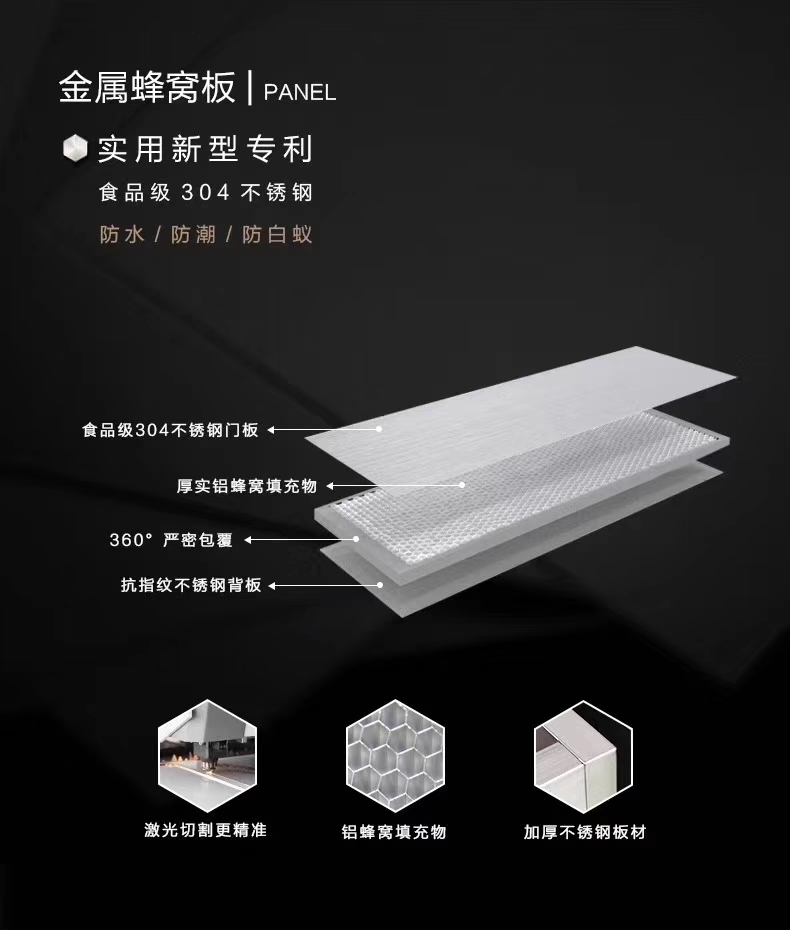 金属蜂窝板 | PANEL
实用新型专利
食品级 304 不锈钢
防水 / 防潮 / 防白蚁
食品级304不锈钢门板
厚实铝蜂窝填充物
360° 严密包覆
抗指纹不锈钢背板
激光切割更精准
铝蜂窝填充物
加厚不锈钢板材